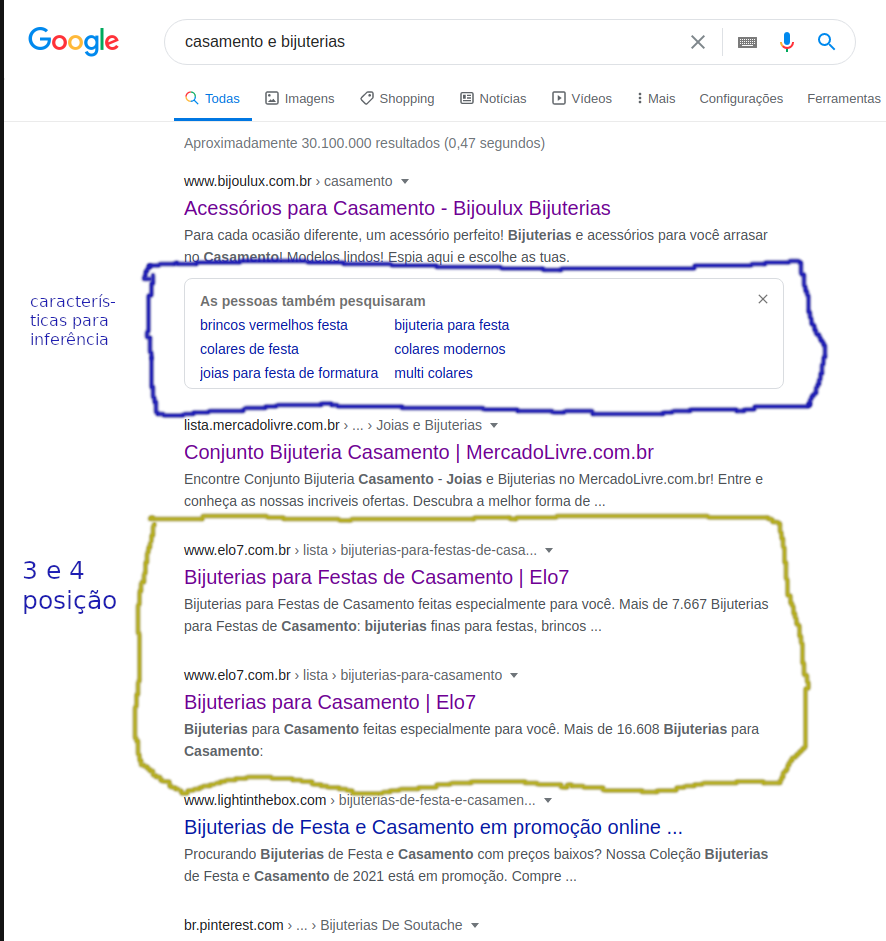 Google
casamento e bijuterias
Todas Imagens Shopping Notícias Vídeos Mais Configurações Ferramentas
Aproximadamente 30.100.000 resultados (0,47 segundos)
www.bijoulux.com.br › casamento
Acessórios para Casamento - Bijoulux Bijuterias
Para cada ocasião diferente, um acessório perfeito! Bijuterias e acessórios para você arrasar
no Casamento! Modelos lindos! Espia aqui e escolhe as tuas.
caracterís-
ticas para
inferência
As pessoas também pesquisaram
brincos vermelhos festa bijuteria para festa
colares de festa colares modernos
joias para festa de formatura multi colares
lista.mercadolivre.com.br › ... › Joias e Bijuterias
Conjunto Bijuteria Casamento | MercadoLivre.com.br
Encontre Conjunto Bijuteria Casamento - Joias e Bijuterias no MercadoLivre.com.br! Entre e
conheça as nossas incriveis ofertas. Descubra a melhor forma de ...
3 e 4
posição
www.elo7.com.br › lista › bijuterias-para-festas-de-casa...
Bijuterias para Festas de Casamento | Elo7
Bijuterias para Festas de Casamento feitas especialmente para você. Mais de 7.667 Bijuterias
para Festas de Casamento: bijuterias finas para festas, brincos ...
www.elo7.com.br › lista › bijuterias-para-casamento
Bijuterias para Casamento | Elo7
Bijuterias para Casamento feitas especialmente para você. Mais de 16.608 Bijuterias para
Casamento:
www.lightinthebox.com › bijuterias-de-festa-e-casamen...
Bijuterias de Festa e Casamento em promoção online ...
Procurando Bijuterias de Festa e Casamento com preços baixos? Nossa Coleção Bijuterias
de Festa e Casamento de 2021 está em promoção. Compre ...
br.pinterest.com › ... › Bijuterias De Soutache